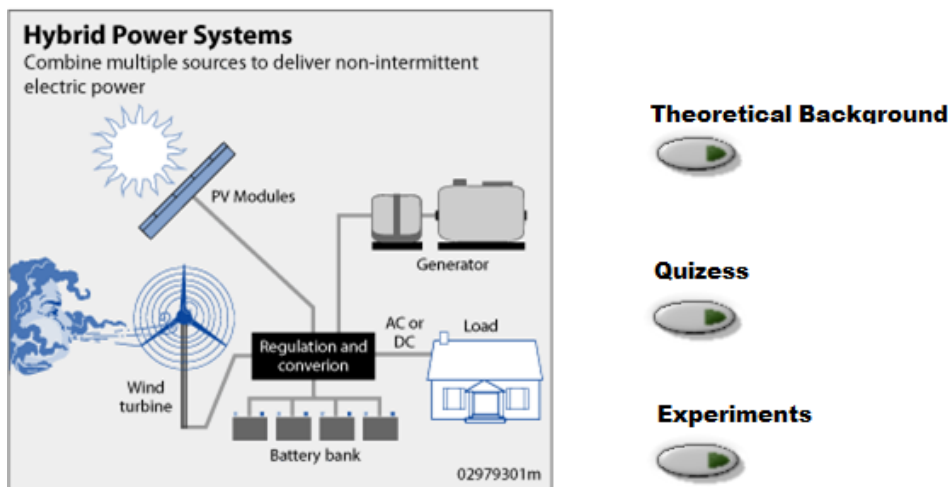 Hybrid Power Systems
Combine multiple sources to deliver non-intermittent
electric power
PV Modules
Generator
AC or
DC
Load
Regulation and
converion
Wind
turbine
Battery bank
02979301m
Theoretical Background
Quizess
Experiments